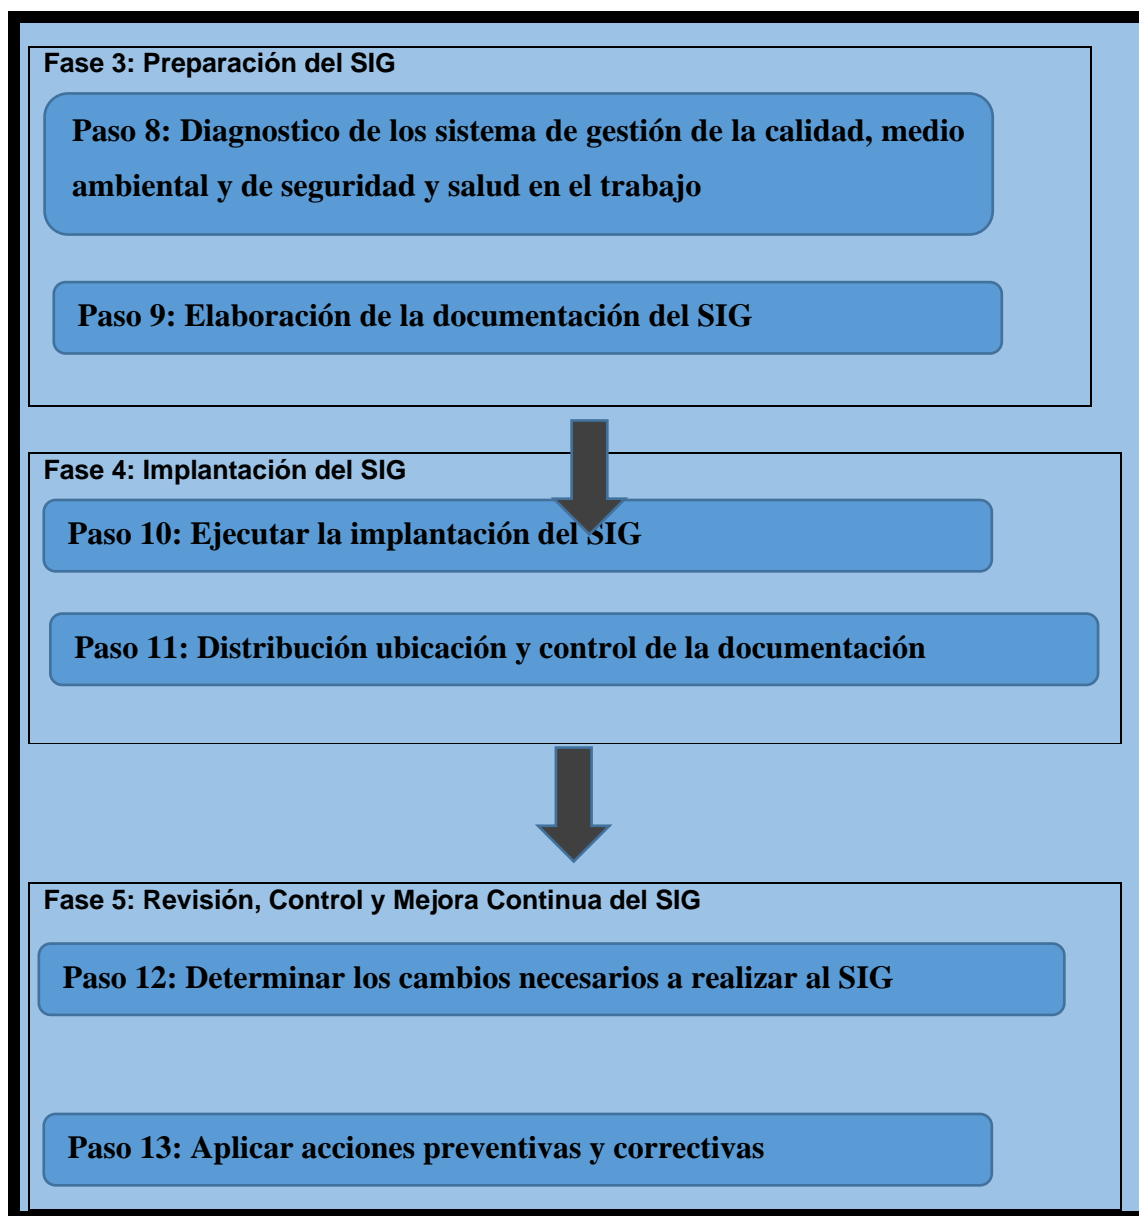 Fase 3: Preparación del SIG
Paso 8: Diagnostico de los sistema de gestión de la calidad, medio
ambiental y de seguridad y salud en el trabajo
Paso 9: Elaboración de la documentación del SIG
Fase 4: Implantación del SIG
Paso 10: Ejecutar la implantación del SIG
Paso 11: Distribución ubicación y control de la documentación
Fase 5: Revisión, Control y Mejora Continua del SIG
Paso 12: Determinar los cambios necesarios a realizar al SIG
Paso 13: Aplicar acciones preventivas y correctivas